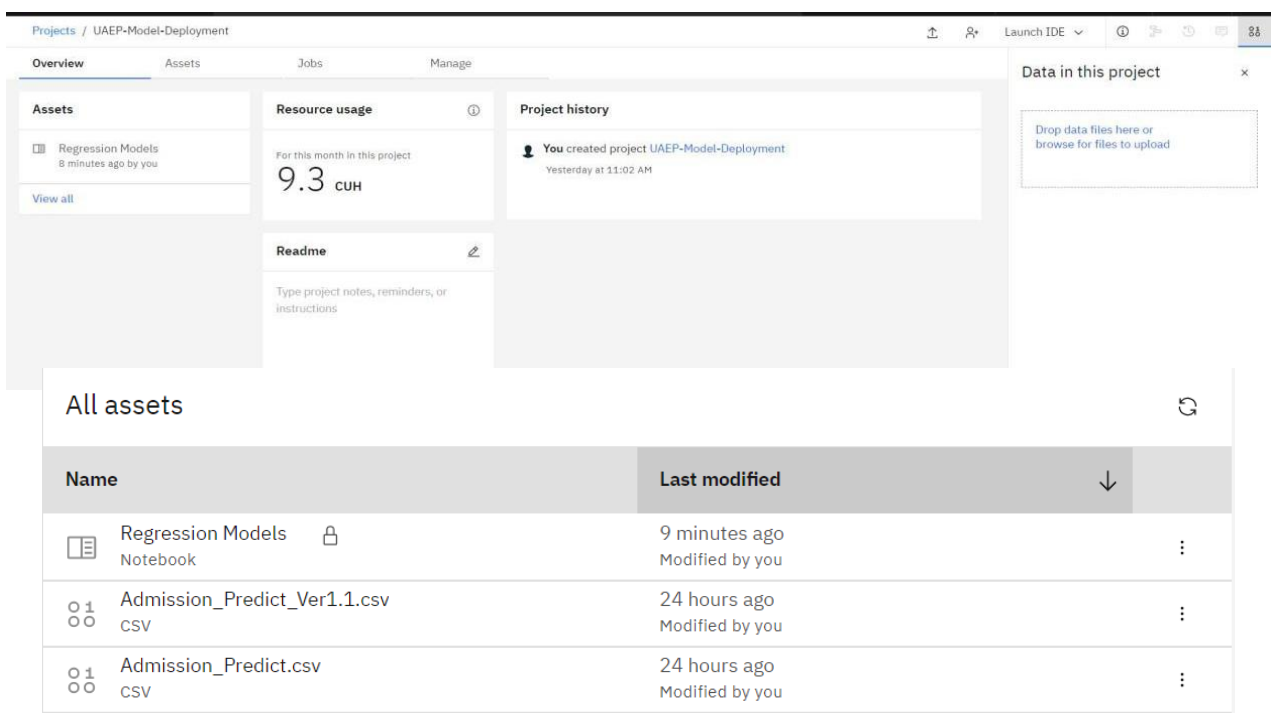 Projects / UAEP-Model-Deployment
Launch IDE
Overview Assets Jobs Manage
Assets
Regression Models
8 minutes ago by you
View all
Resource usage
For this month in this project
9.3 CUH
Readme
Type project notes, reminders, or
instructions
Project history
You created project UAEP-Model-Deployment
Yesterday at 11:02 AM
Data in this project
Drop data files here or
browse for files to upload
All assets
Name Last modified
Regression Models 9 minutes ago
Notebook Modified by you
Admission_Predict_Ver1.1.csv 24 hours ago
CSV Modified by you
Admission_Predict.csv 24 hours ago
CSV Modified by you